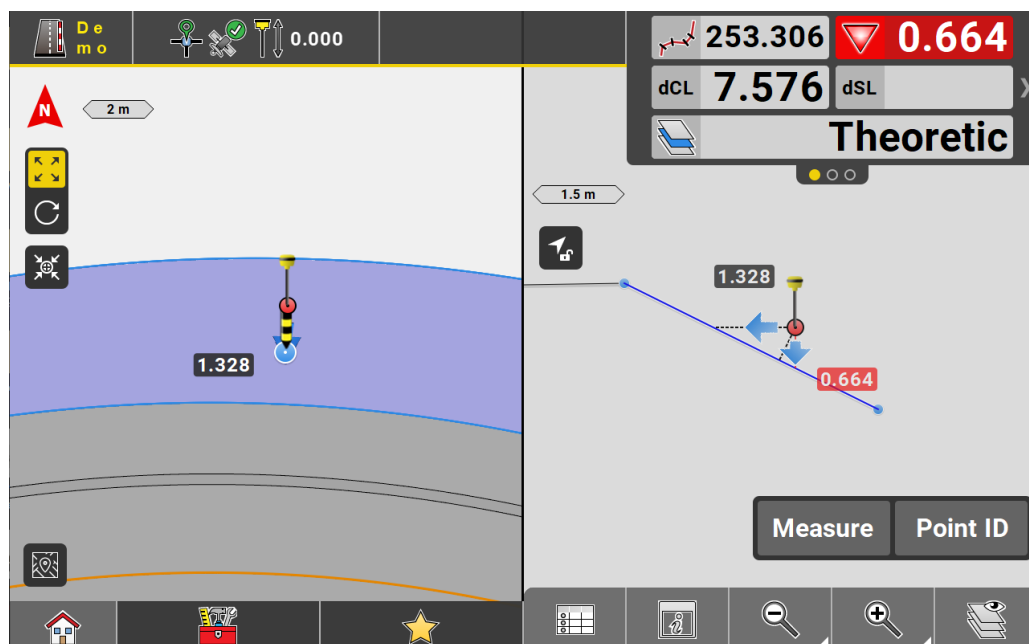 De
mo
0.000
253.306
0.664
dCL
7.576
dSL
Theoretic
N
2 m
1.328
1.5 m
1.328
0.664
Measure
Point ID